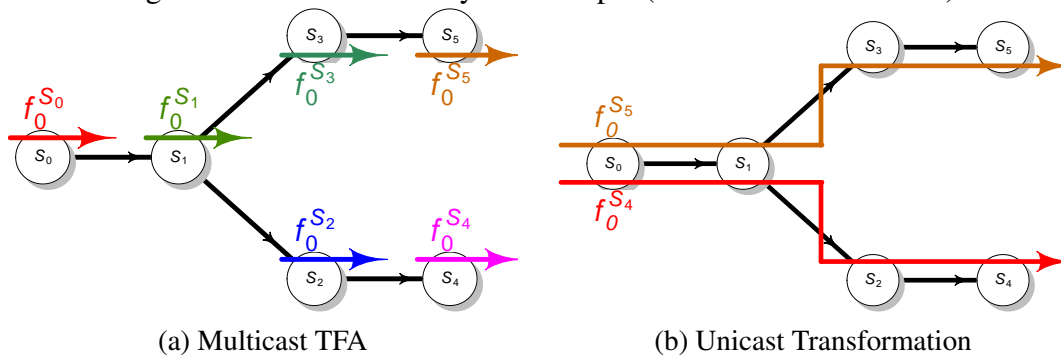 S3 S5
f0^S3 f0^S5
f0^S0 f0^S1
S0 S1
f0^S2 f0^S4
S2 S4
(a) Multicast TFA
S3 S5
f0^S5
S0 S1
f0^S4
S2 S4
(b) Unicast Transformation